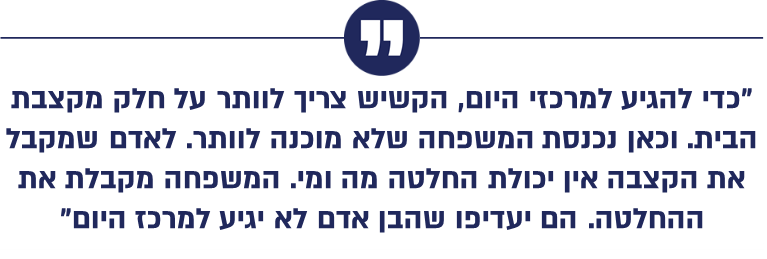 "כדי להגיע למרכזי היום, הקשיש צריך לוותר על חלק מקצבת
הבית. וכאן נכנסת המשפחה שלא מוכנה לוותר. לאדם שמקבל
את הקצבה אין יכולת החלטה מה ומי. המשפחה מקבלת את
ההחלטה. הם יעדיפו שהבן אדם לא יגיע למרכז היום"